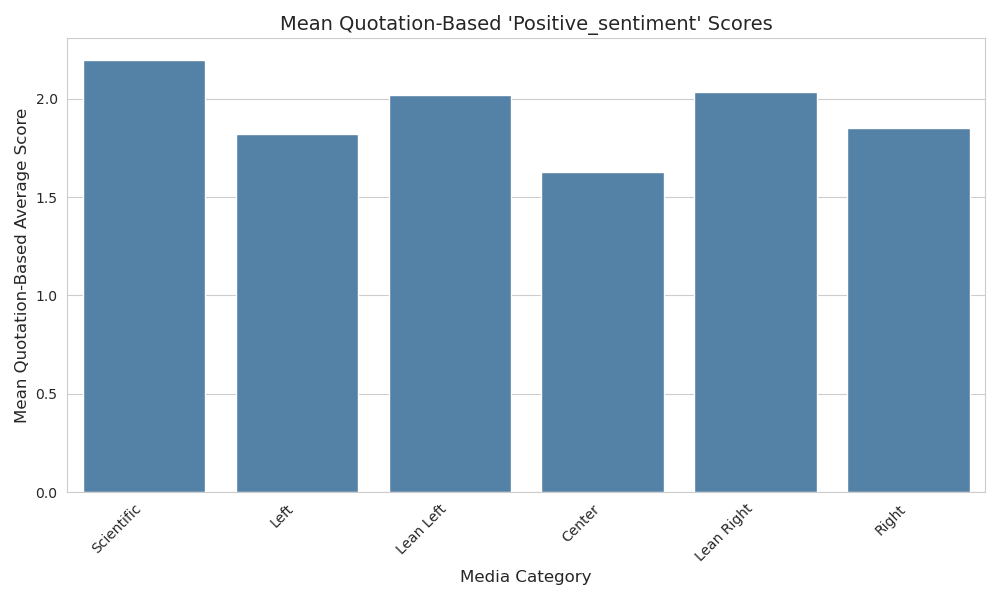 Mean Quotation-Based 'Positive_sentiment' Scores
Mean Quotation-Based Average Score
2.0
1.5
1.0
0.5
0.0
Scientific
Left
Lean Left
Center
Lean Right
Right
Media Category